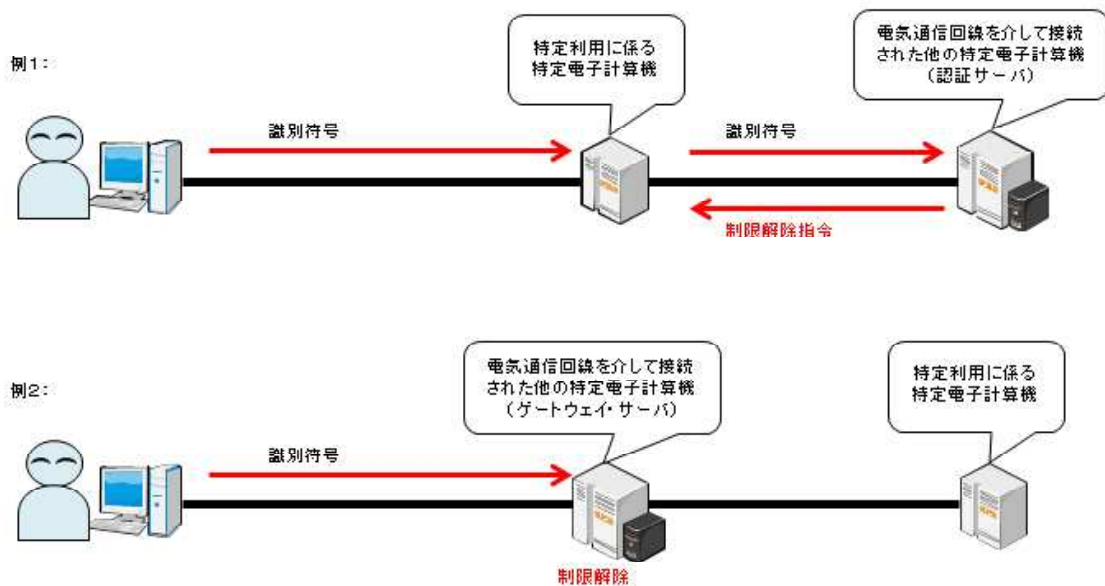 例1:
特定利用に係る
特定電子計算機
電気通信回線を介して接続
された他の特定電子計算機
(認証サーバ)
識別符号
識別符号
制限解除指令
例2:
電気通信回線を介して接続
された他の特定電子計算機
(ゲートウェイ・サーバ)
特定利用に係る
特定電子計算機
識別符号
制限解除